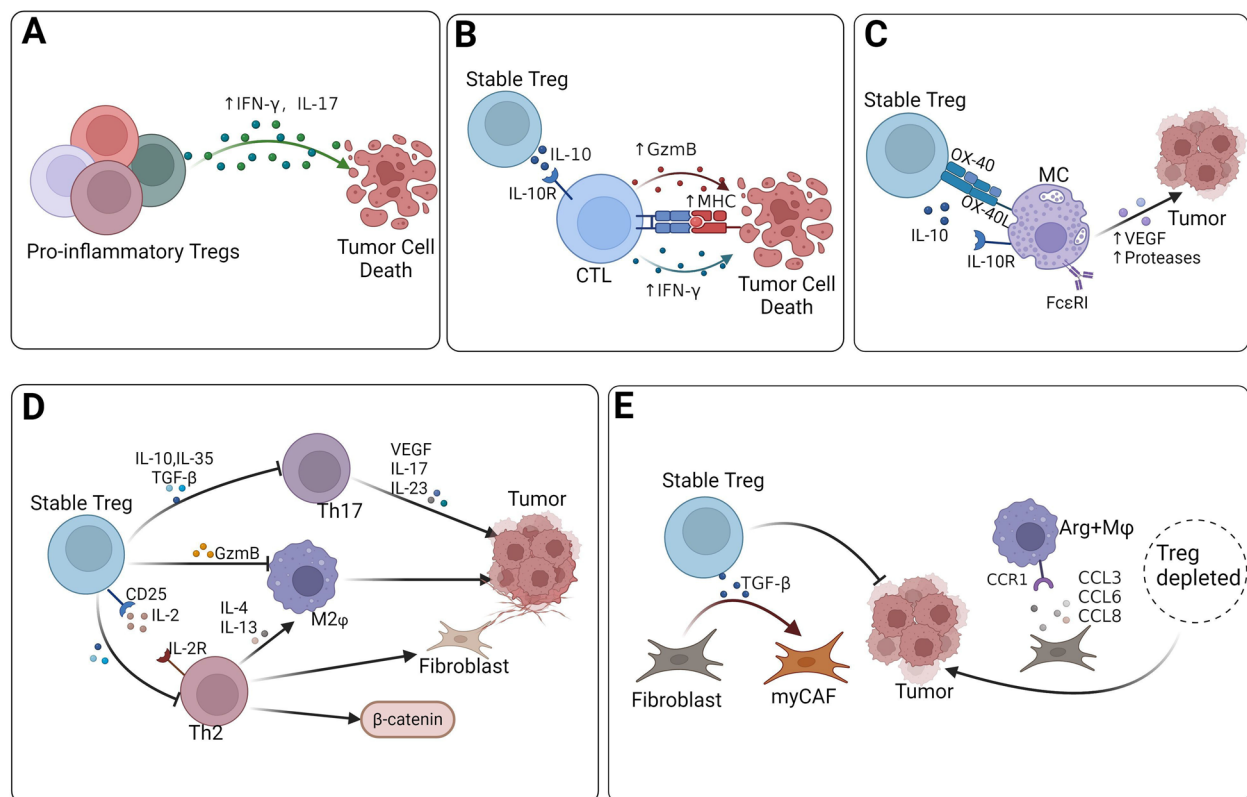 A
↑IFN-γ, IL-17
Pro-inflammatory Tregs
Tumor Cell
Death
B
Stable Treg
IL-10
IL-10R
CTL
↑GzmB
↑MHC
↑IFN-γ
Tumor Cell
Death
C
Stable Treg
OX-40
OX-40L
IL-10
IL-10R
MC
FcεRI
↑VEGF
↑Proteases
Tumor
D
Stable Treg
IL-10,IL-35
TGF-β
Th17
VEGF
IL-17
IL-23
Tumor
GzmB
M2φ
CD25
IL-2
IL-4
IL-13
IL-2R
Th2
Fibroblast
β-catenin
E
Stable Treg
TGF-β
Fibroblast
myCAF
Tumor
Arg+Mφ
CCR1
CCL3
CCL6
CCL8
Treg
depleted